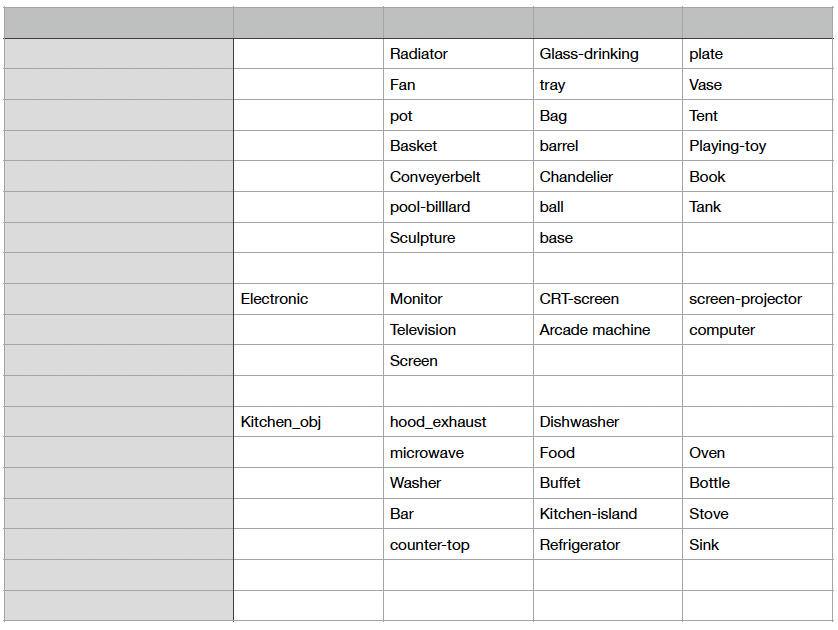 Radiator Glass-drinking plate
Fan tray Vase
pot Bag Tent
Basket barrel Playing-toy
Conveyerbelt Chandelier Book
pool-billlard ball Tank
Sculpture base
Electronic Monitor CRT-screen screen-projector
Television Arcade machine computer
Screen
Kitchen_obj hood_exhaust Dishwasher
microwave Food Oven
Washer Buffet Bottle
Bar Kitchen-island Stove
counter-top Refrigerator Sink